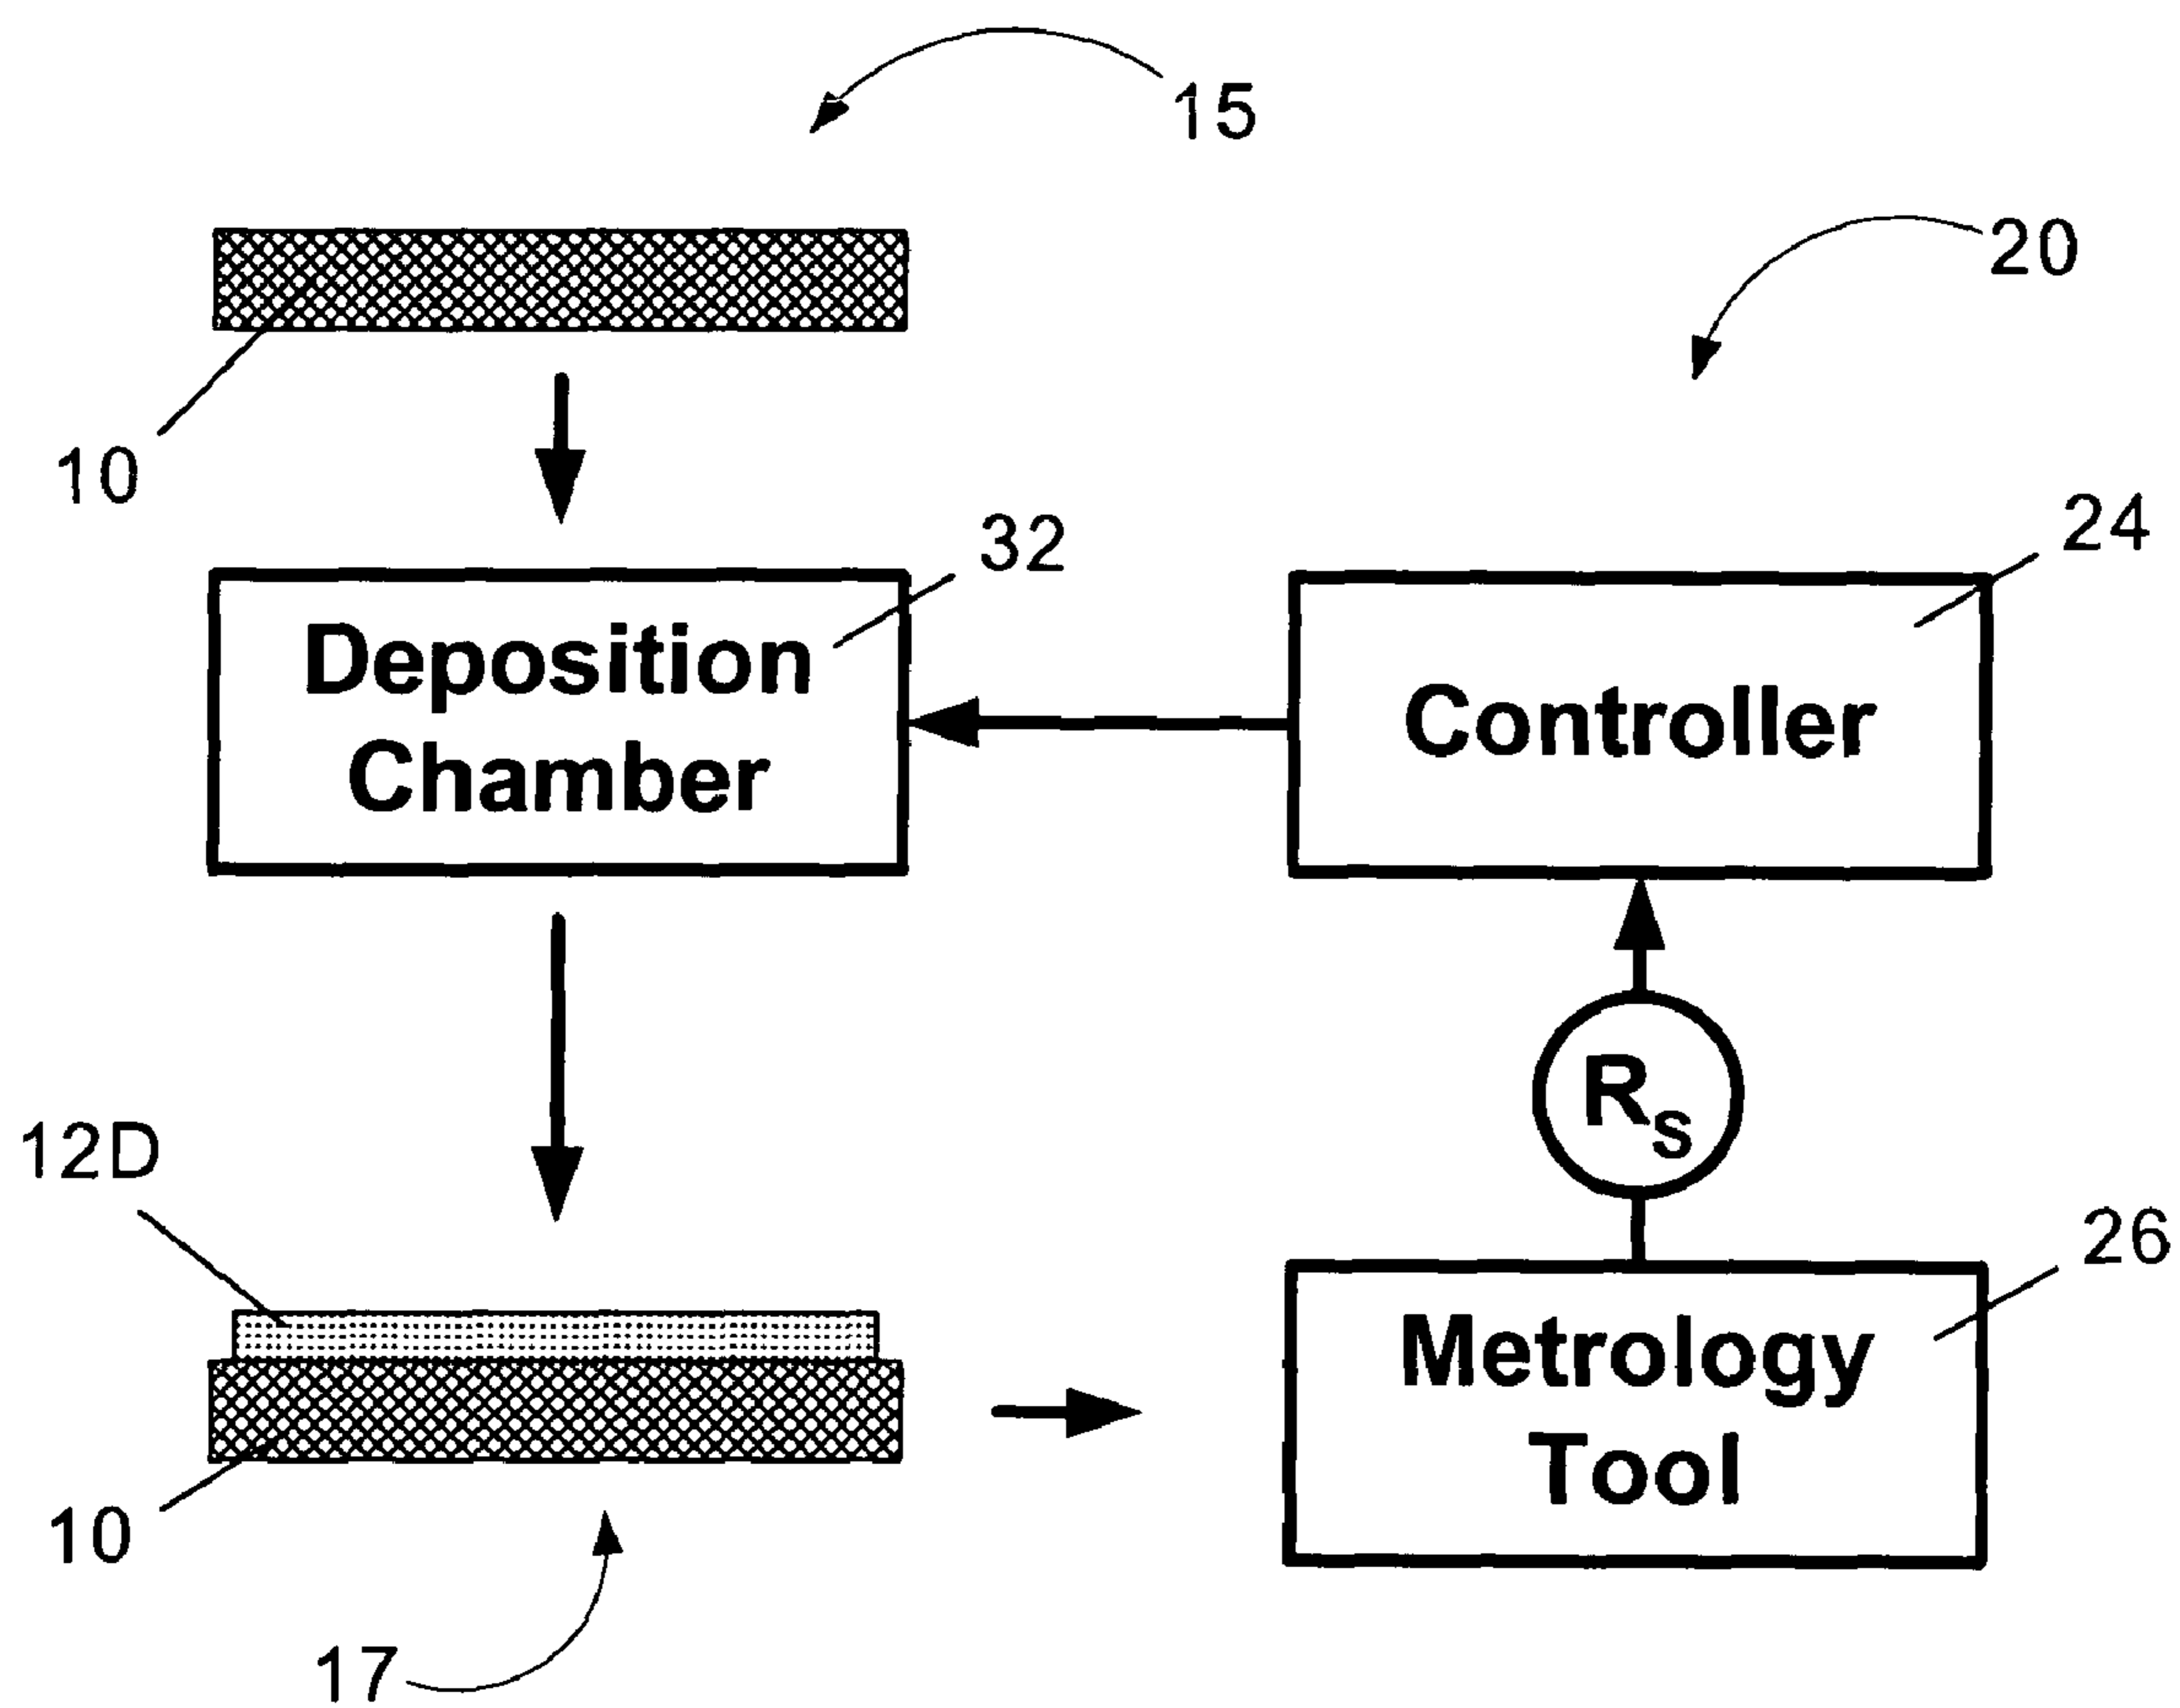 15
20
10
32
24
Deposition
Chamber
Controller
Rs
12D
26
Metrology
Tool
10
17